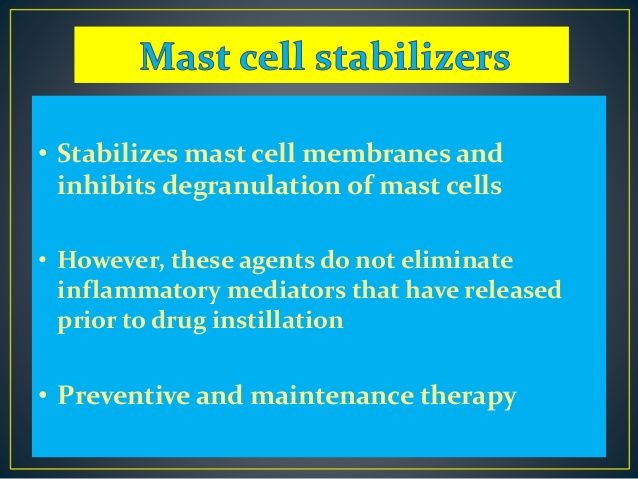 Mast cell stabilizers
• Stabilizes mast cell membranes and
inhibits degranulation of mast cells
• However, these agents do not eliminate
inflammatory mediators that have released
prior to drug instillation
• Preventive and maintenance therapy